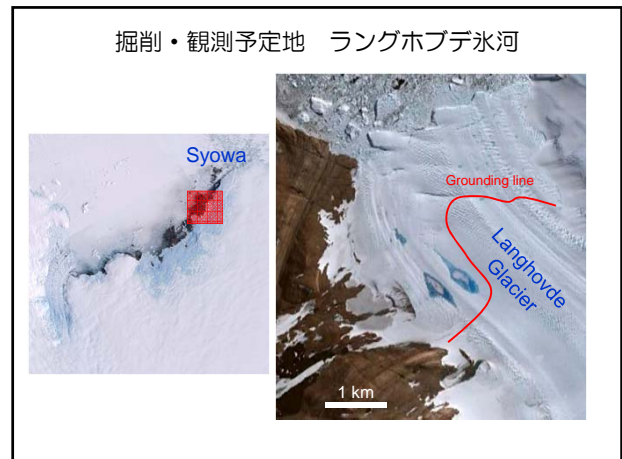 掘削・観測予定地　ラングホブデ氷河
Syowa
Grounding line
Langhovde
Glacier
1 km